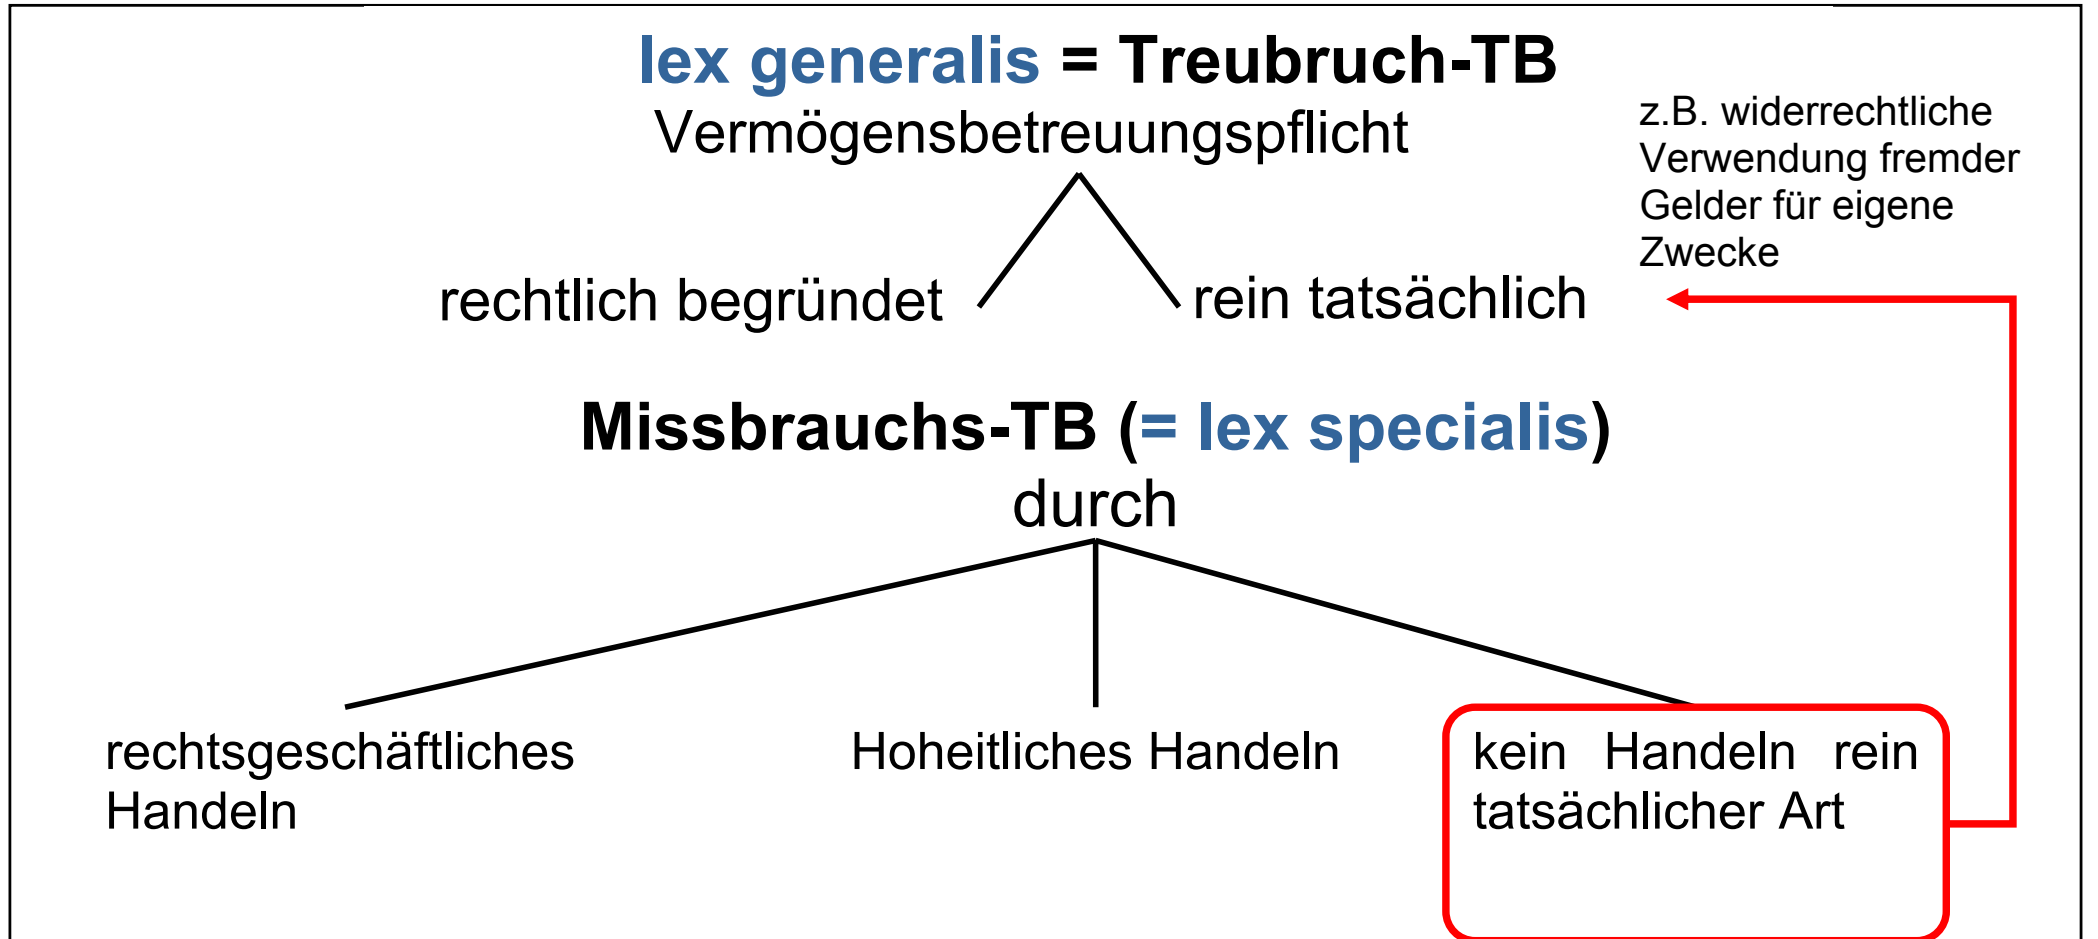 lex generalis = Treubruch-TB
Vermögensbetreuungspflicht
z.B. widerrechtliche
Verwendung fremder
Gelder für eigene
Zwecke
rechtlich begründet
rein tatsächlich
Missbrauchs-TB (= lex specialis)
durch
rechtsgeschäftliches
Handeln
Hoheitliches Handeln
kein Handeln rein
tatsächlicher Art